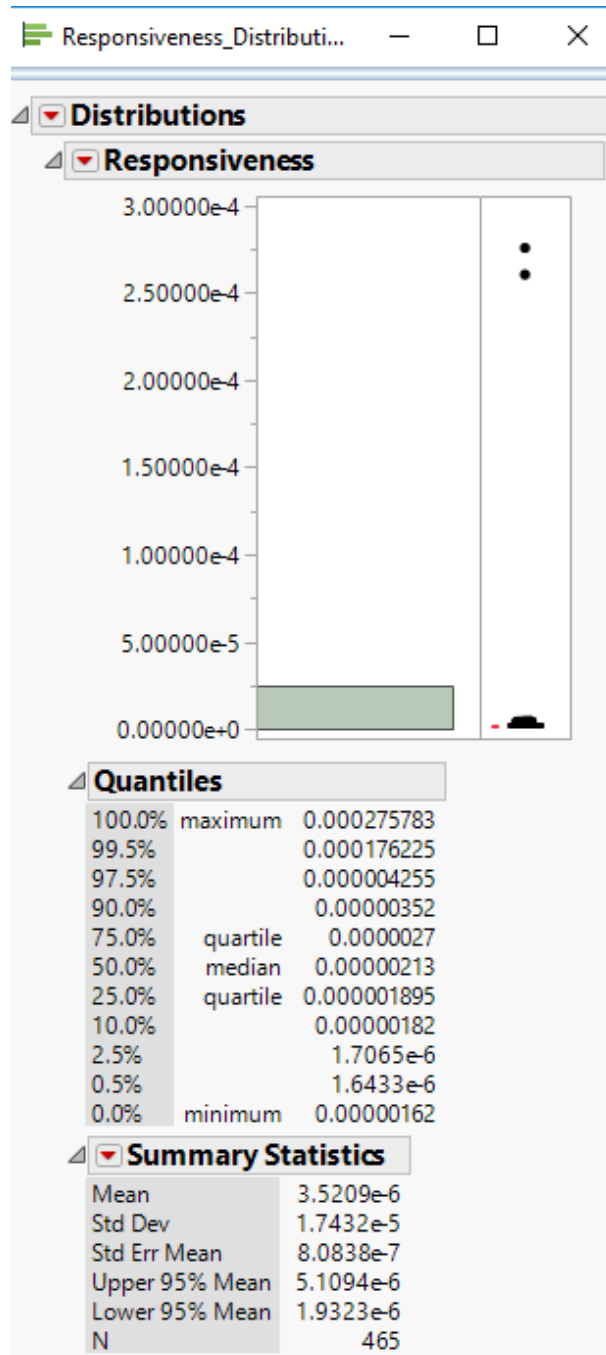 Responsiveness_Distributi...
Distributions
Responsiveness
3.00000e-4
2.50000e-4
2.00000e-4
1.50000e-4
1.00000e-4
5.00000e-5
0.00000e+0
Quantiles
100.0% maximum 0.000275783
99.5% 0.000176225
97.5% 0.000004255
90.0% 0.00000352
75.0% quartile 0.0000027
50.0% median 0.00000213
25.0% quartile 0.000001895
10.0% 0.00000182
2.5% 1.7065e-6
0.5% 1.6433e-6
0.0% minimum 0.00000162
Summary Statistics
Mean 3.5209e-6
Std Dev 1.7432e-5
Std Err Mean 8.0838e-7
Upper 95% Mean 5.1094e-6
Lower 95% Mean 1.9323e-6
N 465